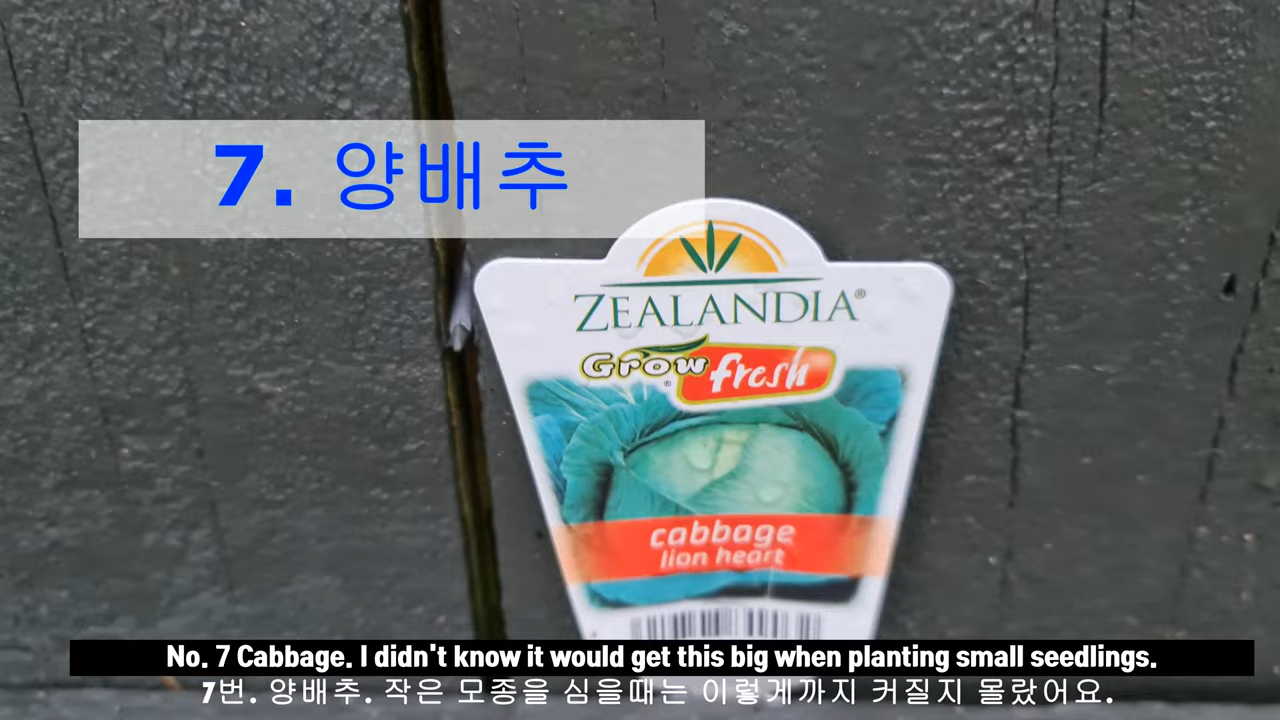 7. 양배추
ZEALANDIA®
Grow fresh
®
cabbage
lion heart
No. 7 Cabbage. I didn't know it would get this big when planting small seedlings.
7번. 양배추. 작은 모종을 심을때는 이렇게까지 커질지 몰랐어요.